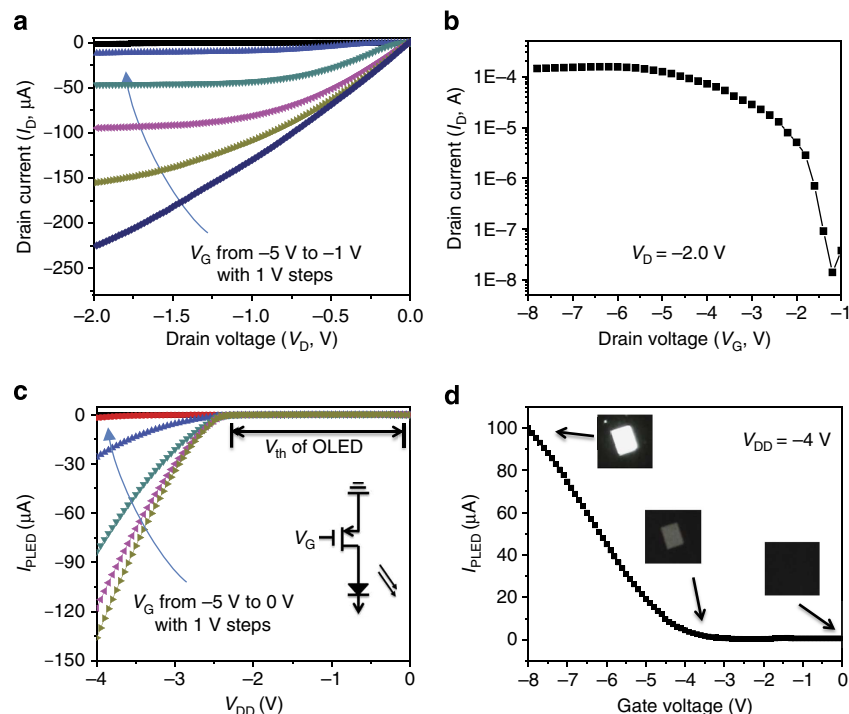 a
0
−50
−100
−150
−200
−250
Drain current (I_D, μA)
V_G from −5 V to −1 V
with 1 V steps
−2.0 −1.5 −1.0 −0.5 0.0
Drain voltage (V_D, V)
b
1E−4
1E−5
1E−6
1E−7
1E−8
Drain current (I_D, A)
V_D = −2.0 V
−8 −7 −6 −5 −4 −3 −2 −1
Drain voltage (V_G, V)
c
0
−30
−60
−90
−120
−150
I_PLED (μA)
V_th of OLED
V_G
V_G from −5 V to 0 V
with 1 V steps
−4 −3 −2 −1 0
V_DD (V)
d
100
80
60
40
20
0
I_PLED (μA)
V_DD = −4 V
−8 −7 −6 −5 −4 −3 −2 −1 0
Gate voltage (V)